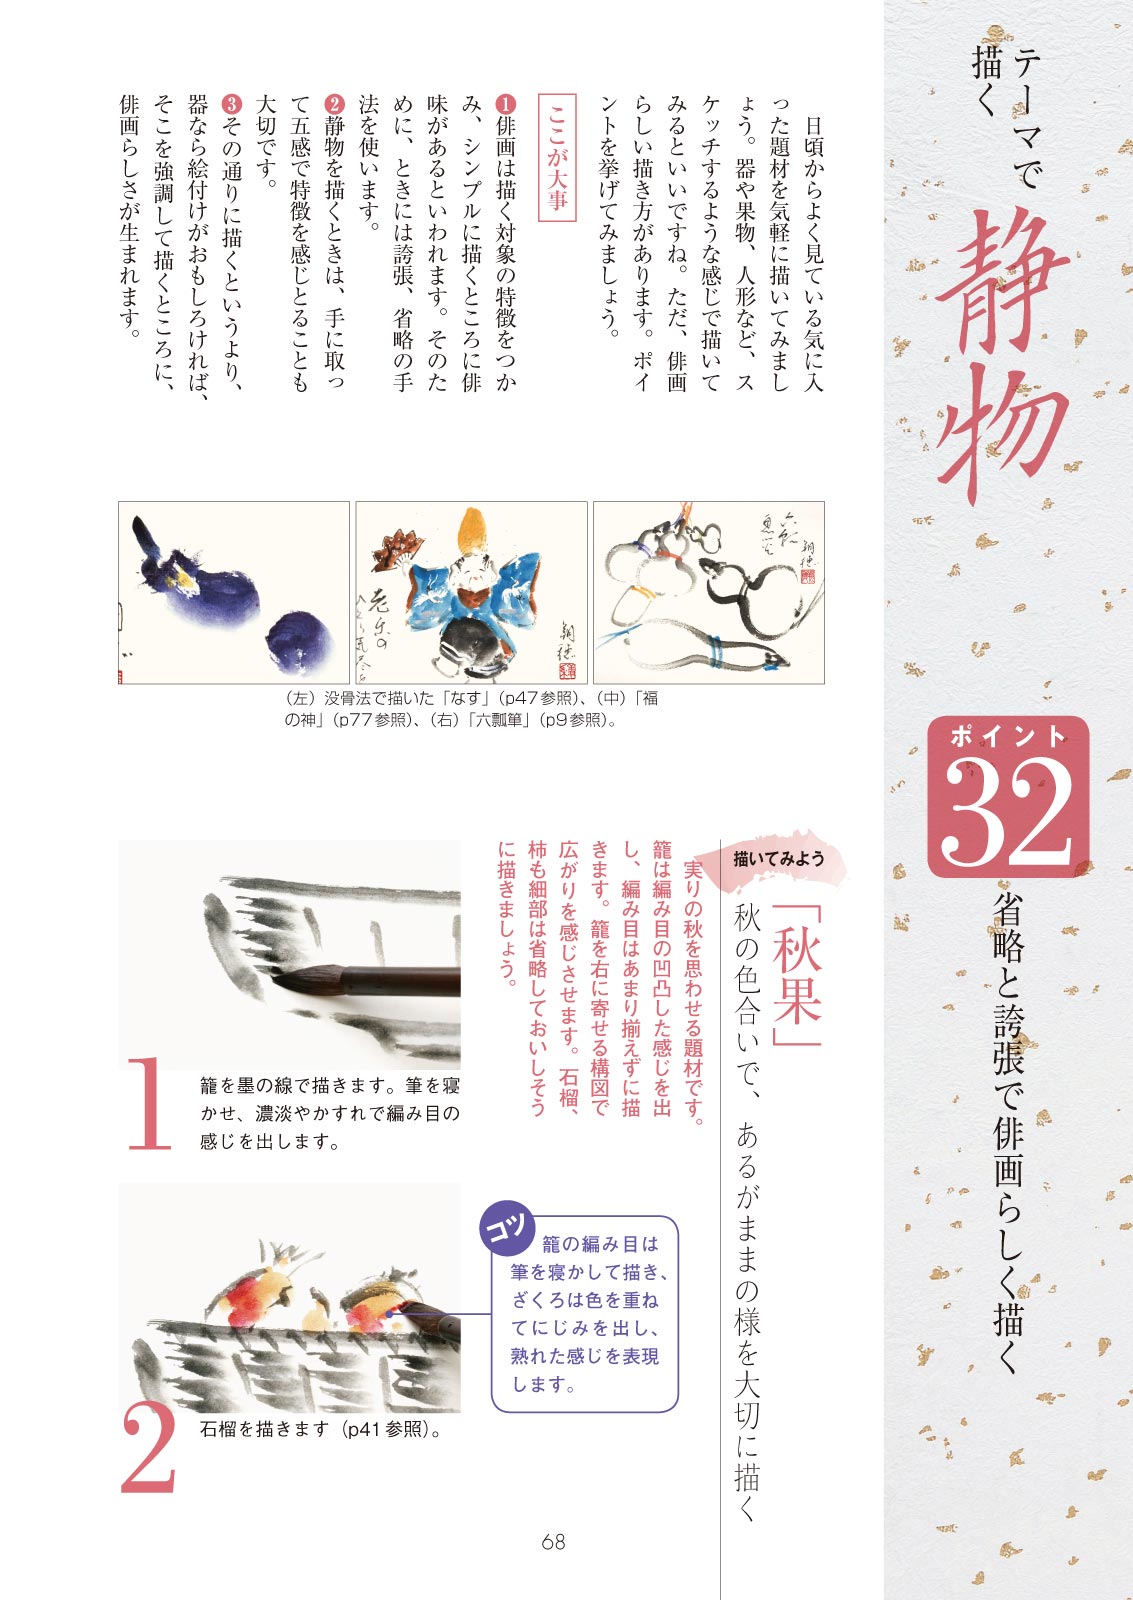 テーマで
描く
静物
ポイント
32
省略と誇張で俳画らしく描く
日頃からよく見ている気に入
った題材を気軽に描いてみまし
ょう。器や果物、人形など、ス
ケッチするような感じで描いて
みるといいですね。ただ、俳画
らしい描き方があります。ポイ
ントを挙げてみましょう。
ここが大事
❶俳画は描く対象の特徴をつか
み、シンプルに描くところに俳
味があるといわれます。そのた
めに、ときには誇張、省略の手
法を使います。
❷静物を描くときは、手に取っ
て五感で特徴を感じとることも
大切です。
❸その通りに描くというより、
器なら絵付けがおもしろければ、
そこを強調して描くところに、
俳画らしさが生まれます。
六瓢
朝穂
老楽の
朝穂
（左）没骨法で描いた「なす」（p47参照）、（中）「福
の神」（p77参照）、（右）「六瓢箪」（p9参照）。
描いてみよう
「秋果」
秋の色合いで、あるがままの様を大切に描く
実りの秋を思わせる題材です。
籠は編み目の凹凸した感じを出
し、編み目はあまり揃えずに描
きます。籠を右に寄せる構図で
広がりを感じさせます。石榴、
柿も細部は省略しておいしそう
に描きましょう。
1
籠を墨の線で描きます。筆を寝
かせ、濃淡やかすれで編み目の
感じを出します。
コツ
籠の編み目は
筆を寝かして描き、
ざくろは色を重ね
てにじみを出し、
熟れた感じを表現
します。
2
石榴を描きます（p41参照）。
68